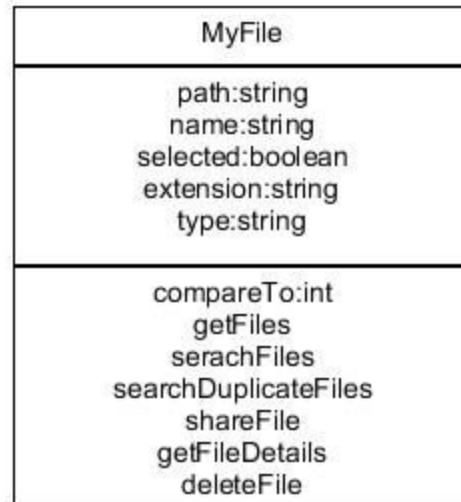 MyFile
path:string
name:string
selected:boolean
extension:string
type:string
compareTo:int
getFiles
serachFiles
searchDuplicateFiles
shareFile
getFileDetails
deleteFile